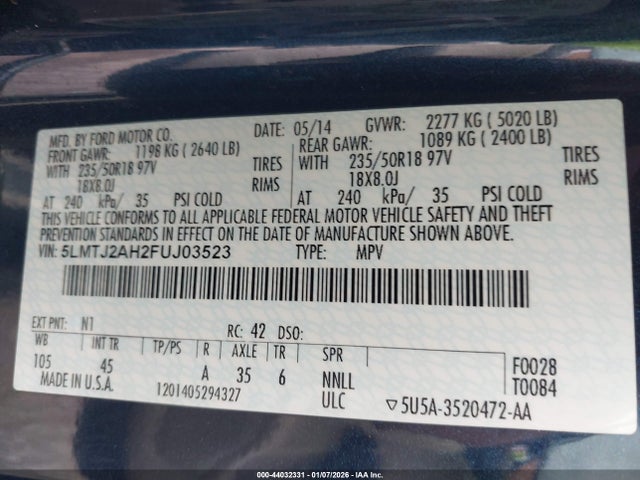 MFD. BY FORD MOTOR CO. DATE: 05/14 GVWR: 2277 KG ( 5020 LB)
FRONT GAWR: 1198 KG ( 2640 LB) REAR GAWR: 1089 KG ( 2400 LB)
WITH 235/50R18 97V TIRES WITH 235/50R18 97V TIRES
18X8.0J RIMS 18X8.0J RIMS
AT 240 kPa/ 35 PSI COLD AT 240 kPa/ 35 PSI COLD
THIS VEHICLE CONFORMS TO ALL APPLICABLE FEDERAL MOTOR VEHICLE SAFETY AND THEFT
PREVENTION STANDARDS IN EFFECT ON THE DATE OF MANUFACTURE SHOWN ABOVE.
VIN: 5LMTJ2AH2FUJ03523 TYPE: MPV
EXT PNT: N1 RC: 42 DSO:
WB INT TR TP/PS R AXLE TR SPR
105 45 A 35 6 NNLL F0028
MADE IN U.S.A. 1201405294327 ULC T0084
▽5U5A-3520472-AA
000-44032331 - 01/07/2026 - IAA Inc.